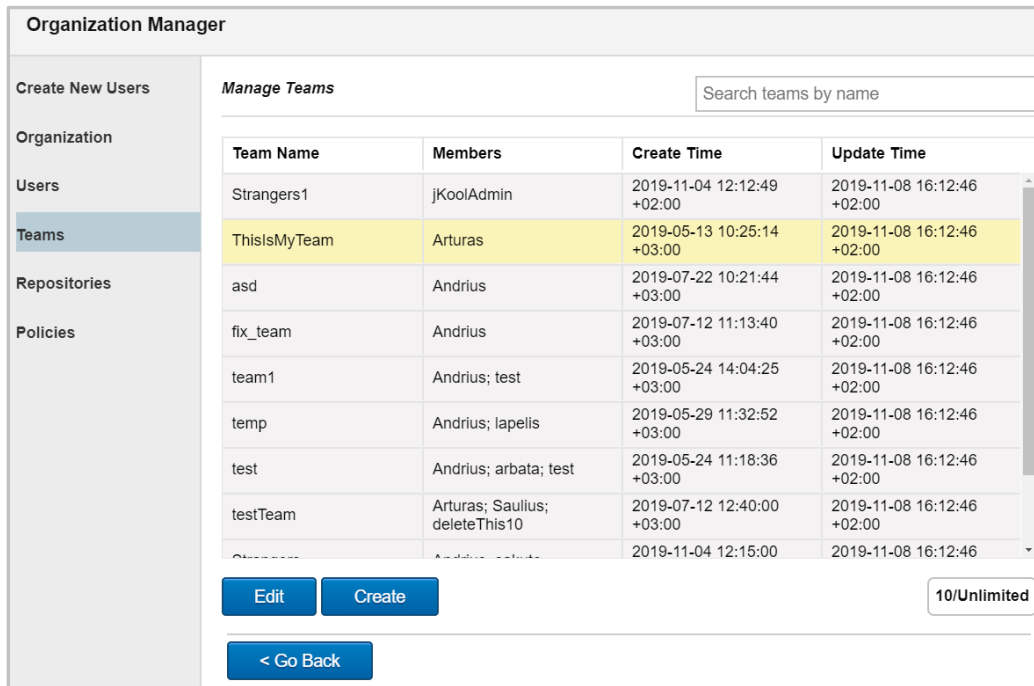 Organization Manager
Create New Users
Organization
Users
Teams
Repositories
Policies
Manage Teams
Search teams by name
Team Name Members Create Time Update Time
Strangers1 jKoolAdmin 2019-11-04 12:12:49 +02:00 2019-11-08 16:12:46 +02:00
ThisIsMyTeam Arturas 2019-05-13 10:25:14 +03:00 2019-11-08 16:12:46 +02:00
asd Andrius 2019-07-22 10:21:44 +03:00 2019-11-08 16:12:46 +02:00
fix_team Andrius 2019-07-12 11:13:40 +03:00 2019-11-08 16:12:46 +02:00
team1 Andrius; test 2019-05-24 14:04:25 +03:00 2019-11-08 16:12:46 +02:00
temp Andrius; lapelis 2019-05-29 11:32:52 +03:00 2019-11-08 16:12:46 +02:00
test Andrius; arbata; test 2019-05-24 11:18:36 +03:00 2019-11-08 16:12:46 +02:00
testTeam Arturas; Saulius; deleteThis10 2019-07-12 12:40:00 +03:00 2019-11-08 16:12:46 +02:00
2019-11-04 12:15:00 2019-11-08 16:12:46
Edit Create 10/Unlimited
< Go Back